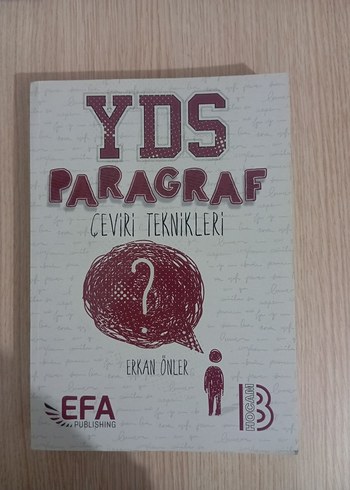 YDS
PARAGRAF
ÇEVİRİ TEKNİKLERİ
?
ERKAN ÖNLER
EFA
PUBLISHING
B
HOCAM